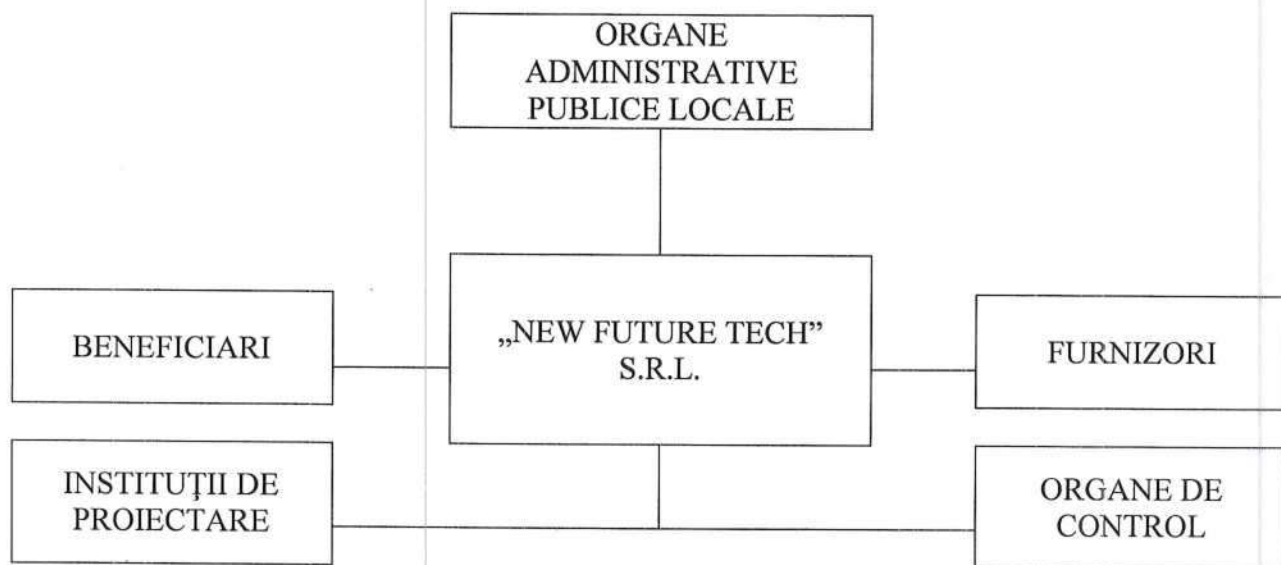 ORGANE
ADMINISTRATIVE
PUBLICE LOCALE
BENEFICIARI
„NEW FUTURE TECH”
S.R.L.
FURNIZORI
INSTITUŢII DE
PROIECTARE
ORGANE DE
CONTROL